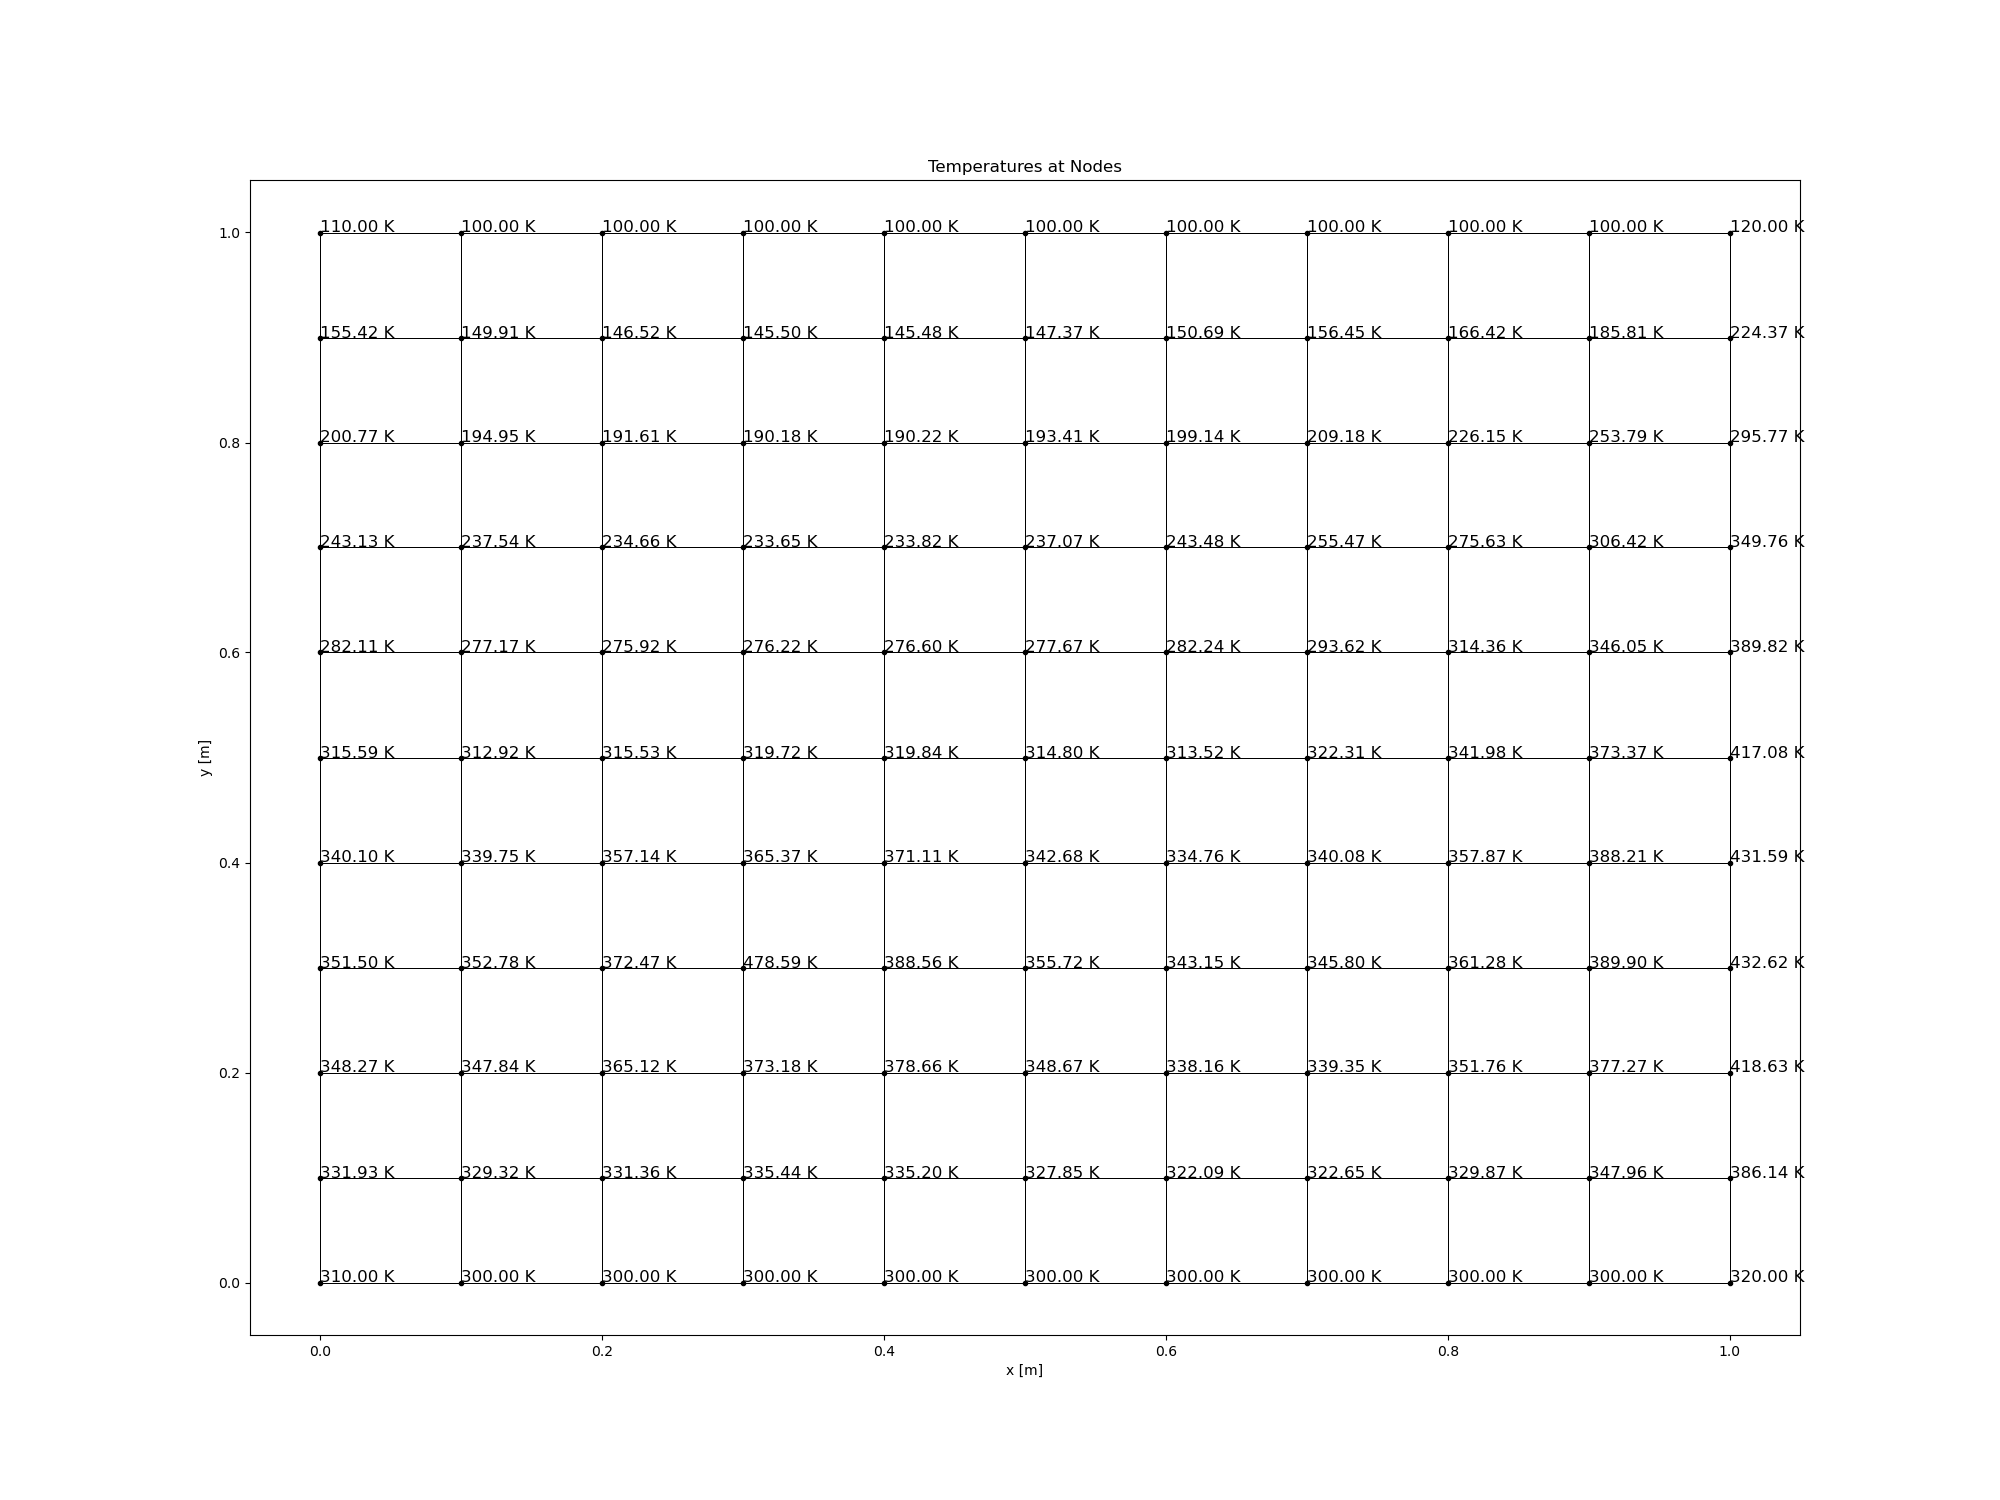 Temperatures at Nodes
1.0 110.00 K 100.00 K 100.00 K 100.00 K 100.00 K 100.00 K 100.00 K 100.00 K 100.00 K 100.00 K 120.00 K
155.42 K 149.91 K 146.52 K 145.50 K 145.48 K 147.37 K 150.69 K 156.45 K 166.42 K 185.81 K 224.37 K
0.8 200.77 K 194.95 K 191.61 K 190.18 K 190.22 K 193.41 K 199.14 K 209.18 K 226.15 K 253.79 K 295.77 K
243.13 K 237.54 K 234.66 K 233.65 K 233.82 K 237.07 K 243.48 K 255.47 K 275.63 K 306.42 K 349.76 K
0.6 282.11 K 277.17 K 275.92 K 276.22 K 276.60 K 277.67 K 282.24 K 293.62 K 314.36 K 346.05 K 389.82 K
315.59 K 312.92 K 315.53 K 319.72 K 319.84 K 314.80 K 313.52 K 322.31 K 341.98 K 373.37 K 417.08 K
y [m]
0.4 340.10 K 339.75 K 357.14 K 365.37 K 371.11 K 342.68 K 334.76 K 340.08 K 357.87 K 388.21 K 431.59 K
351.50 K 352.78 K 372.47 K 478.59 K 388.56 K 355.72 K 343.15 K 345.80 K 361.28 K 389.90 K 432.62 K
0.2 348.27 K 347.84 K 365.12 K 373.18 K 378.66 K 348.67 K 338.16 K 339.35 K 351.76 K 377.27 K 418.63 K
331.93 K 329.32 K 331.36 K 335.44 K 335.20 K 327.85 K 322.09 K 322.65 K 329.87 K 347.96 K 386.14 K
0.0 310.00 K 300.00 K 300.00 K 300.00 K 300.00 K 300.00 K 300.00 K 300.00 K 300.00 K 300.00 K 320.00 K
0.0 0.2 0.4 0.6 0.8 1.0
x [m]